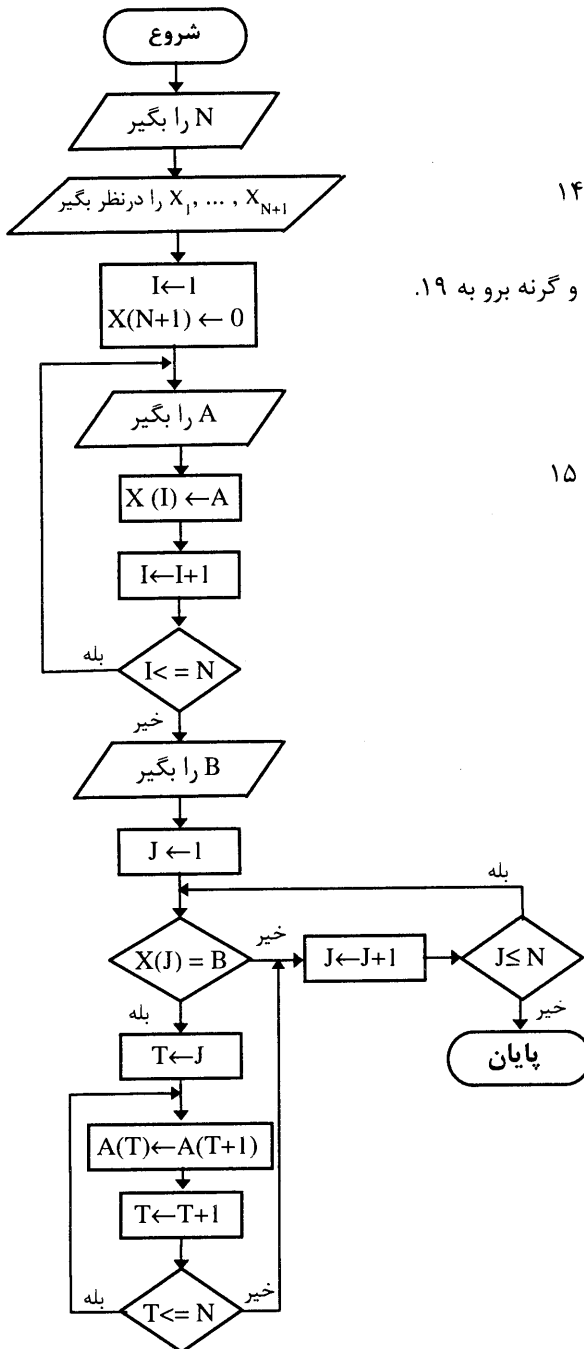 شروع
N را بگیر
X₁, ... , X_{N+1} را درنظر بگیر
۱۴
I←1
X(N+1) ← 0
و گرنه برو به ۱۹.
A را بگیر
X (I) ←A
۱۵
I←I+1
بله
I< = N
خیر
B را بگیر
J ←1
بله
X(J) = B
خیر
J←J+1
J≤ N
بله
خیر
T←J
پایان
A(T)←A(T+1)
T←T+1
بله
T<= N
خیر